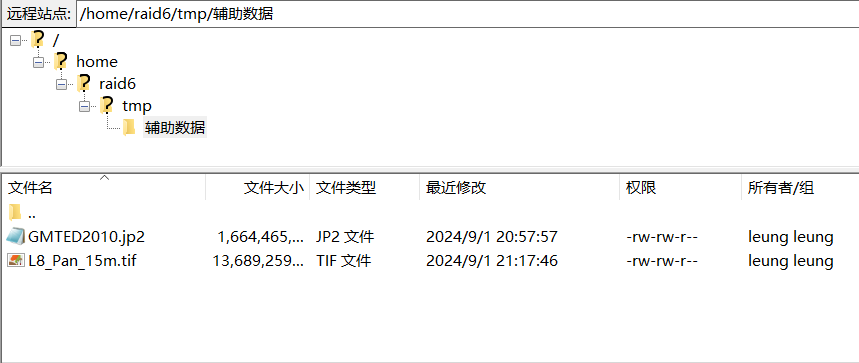 远程站点: /home/raid6/tmp/辅助数据
/
home
raid6
tmp
辅助数据
文件名 文件大小 文件类型 最近修改 权限 所有者/组
..
GMTED2010.jp2 1,664,465,... JP2 文件 2024/9/1 20:57:57 -rw-rw-r-- leung leung
L8_Pan_15m.tif 13,689,259... TIF 文件 2024/9/1 21:17:46 -rw-rw-r-- leung leung